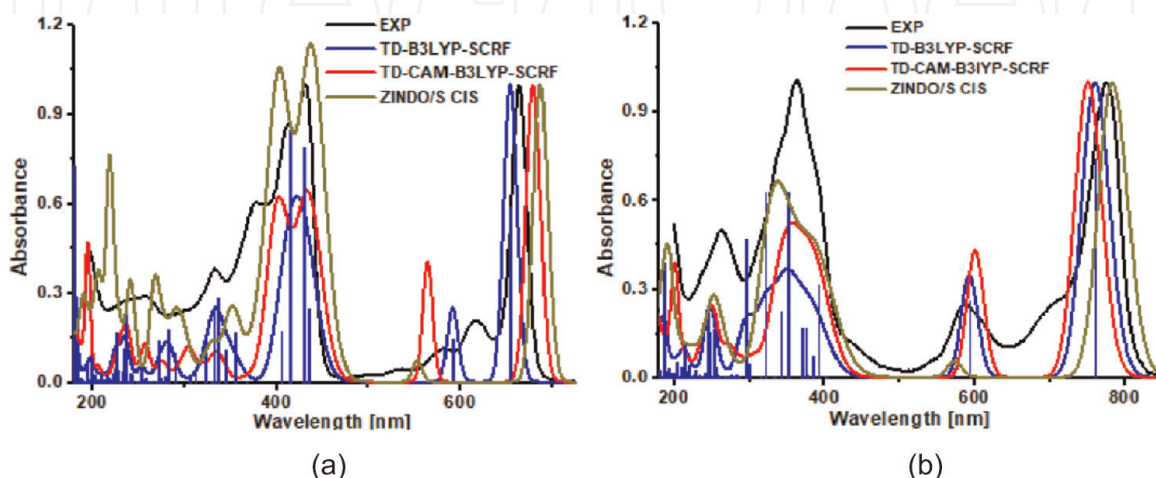 EXP
TD-B3LYP-SCRF
TD-CAM-B3LYP-SCRF
ZINDO/S CIS
1.2
0.9
0.6
0.3
0.0
Absorbance
200 400 600
Wavelength [nm]
(a)
EXP
TD-B3LYP-SCRF
TD-CAM-B3IYP-SCRF
ZINDO/S CIS
1.2
0.9
0.6
0.3
0.0
Absorbance
200 400 600 800
Wavelength [nm]
(b)